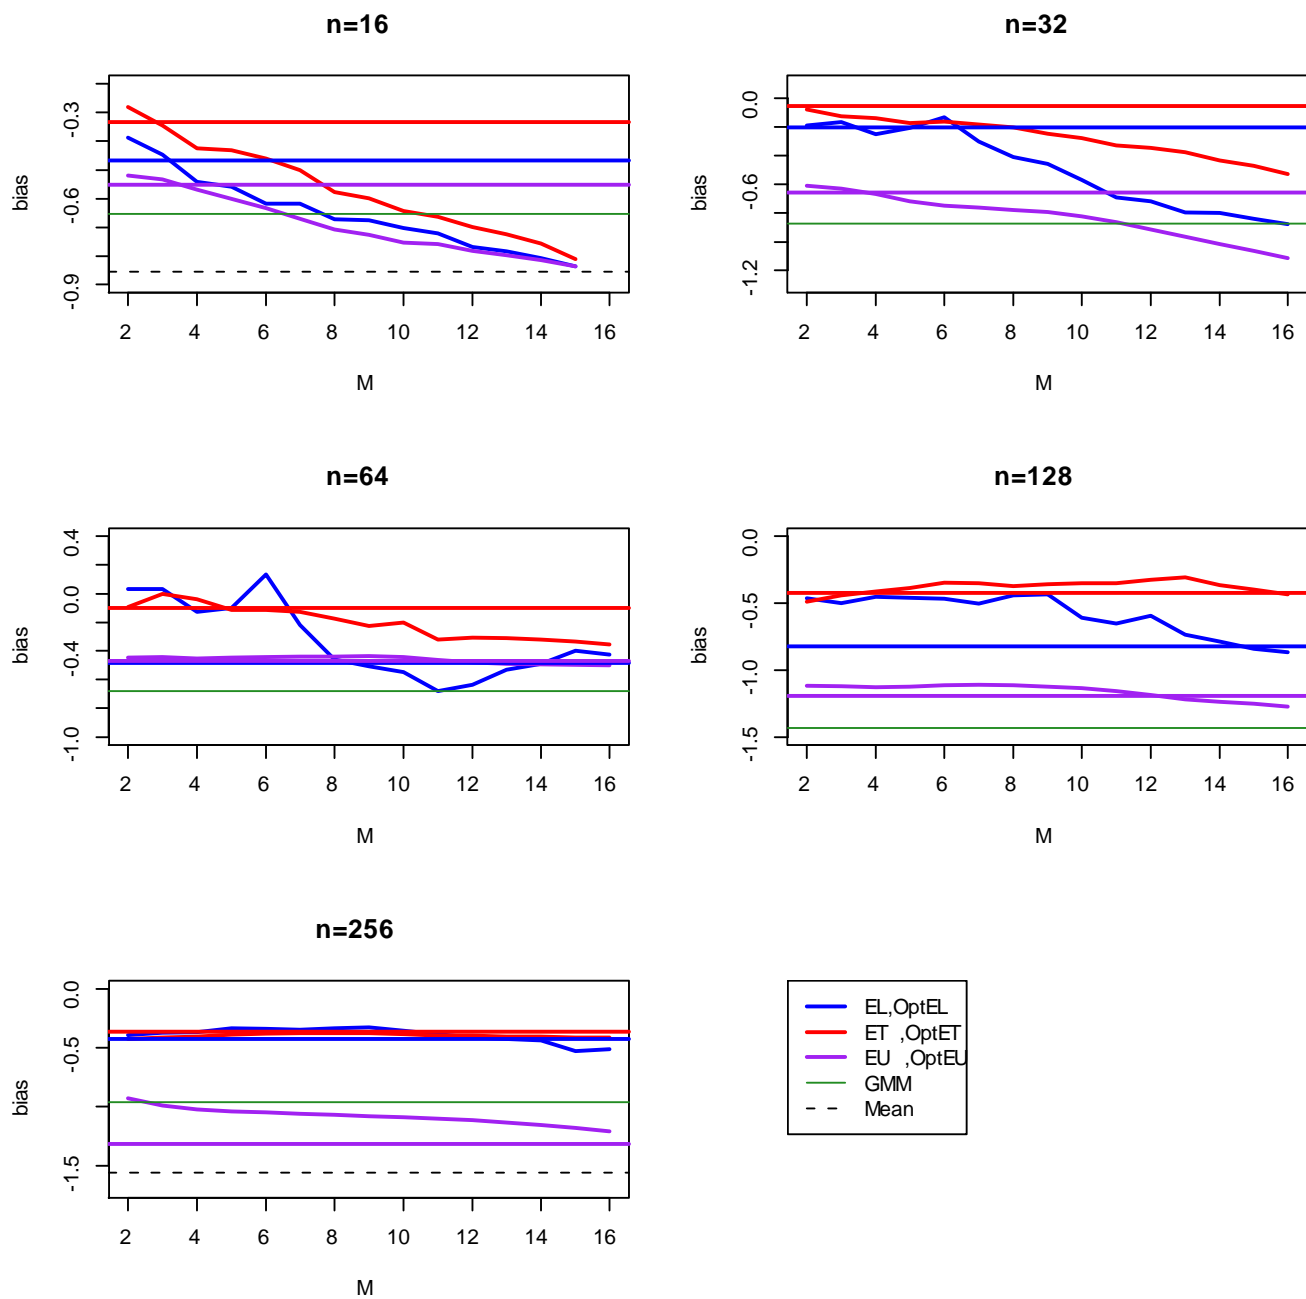 n=16
bias
-0.3
-0.6
-0.9
2 4 6 8 10 12 14 16
M
n=32
bias
0.0
-0.6
-1.2
2 4 6 8 10 12 14 16
M
n=64
bias
0.4
0.0
-0.4
-1.0
2 4 6 8 10 12 14 16
M
n=128
bias
0.0
-0.5
-1.0
-1.5
2 4 6 8 10 12 14 16
M
n=256
bias
0.0
-0.5
-1.5
2 4 6 8 10 12 14 16
M
EL,OptEL
ET ,OptET
EU ,OptEU
GMM
Mean